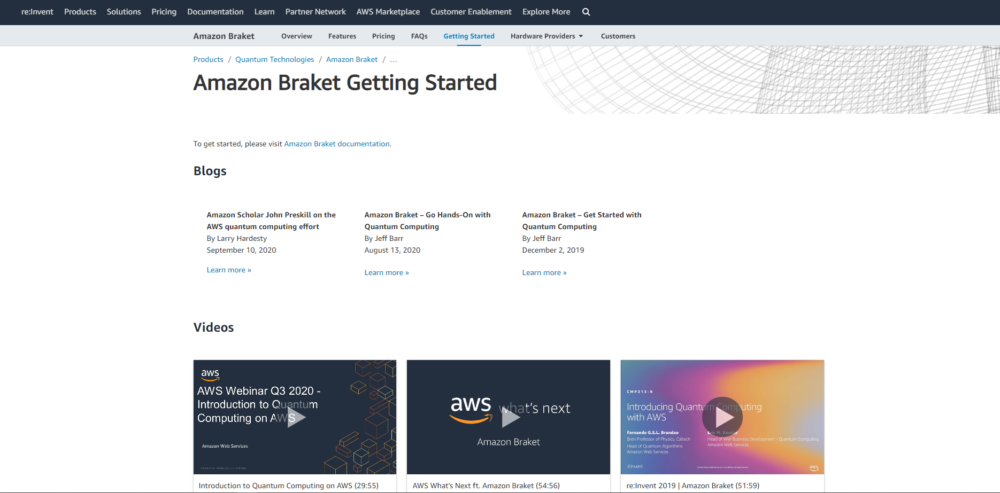 re:Invent Products Solutions Pricing Documentation Learn Partner Network AWS Marketplace Customer Enablement Explore More
Amazon Braket Overview Features Pricing FAQs Getting Started Hardware Providers Customers
Products / Quantum Technologies / Amazon Braket / ...
Amazon Braket Getting Started
To get started, please visit Amazon Braket documentation.
Blogs
Amazon Scholar John Preskill on the
AWS quantum computing effort
By Larry Hardesty
September 10, 2020
Learn more »
Amazon Braket – Go Hands-On with
Quantum Computing
By Jeff Barr
August 13, 2020
Learn more »
Amazon Braket – Get Started with
Quantum Computing
By Jeff Barr
December 2, 2019
Learn more »
Videos
aws
AWS Webinar Q3 2020 -
Introduction to Quantum
Computing on AWS
Amazon Web Services
Introduction to Quantum Computing on AWS (29:55)
aws what's next
Amazon Braket
AWS What's Next ft. Amazon Braket (54:56)
CMP213-R
Introducing Quantum Computing
with AWS
Fernando G.S.L. Brandao
Bren Professor of Physics, Caltech
Head of Quantum Algorithms
Amazon Web Services
Eric M. Kessler
Head of WW Business Development - Quantum Computing
Amazon Web Services
re:Invent
aws
re:Invent 2019 | Amazon Braket (51:59)